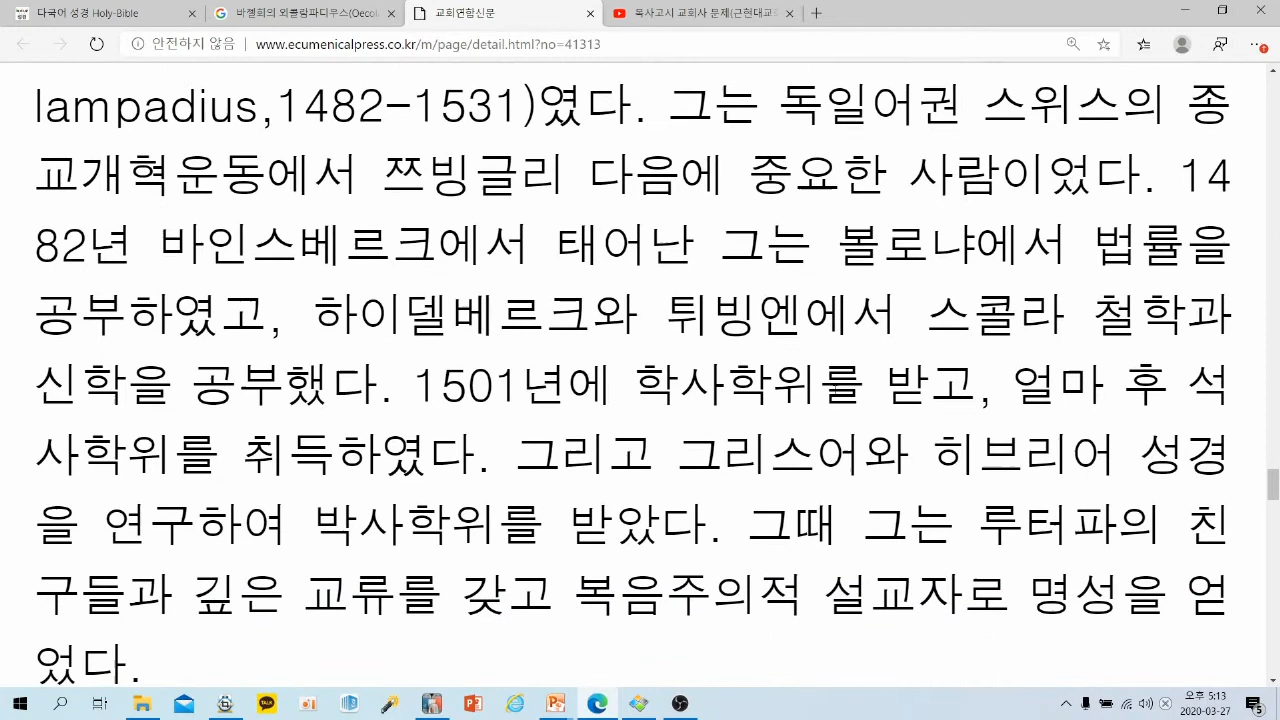 다국어 성경 Holy-Bible
바젤회의 외콜람파디우스(Oecol
교회연합신문
목사고시 교회사 문제(근현대교
안전하지 않음
www.ecumenicalpress.co.kr/m/page/detail.html?no=41313
lampadius,1482-1531)였다. 그는 독일어권 스위스의 종
교개혁운동에서 쯔빙글리 다음에 중요한 사람이었다. 14
82년 바인스베르크에서 태어난 그는 볼로냐에서 법률을
공부하였고, 하이델베르크와 튀빙엔에서 스콜라 철학과
신학을 공부했다. 1501년에 학사학위를 받고, 얼마 후 석
사학위를 취득하였다. 그리고 그리스어와 히브리어 성경
을 연구하여 박사학위를 받았다. 그때 그는 루터파의 친
구들과 깊은 교류를 갖고 복음주의적 설교자로 명성을 얻
었다.
TALK
오후 5:13
2020-03-27
5